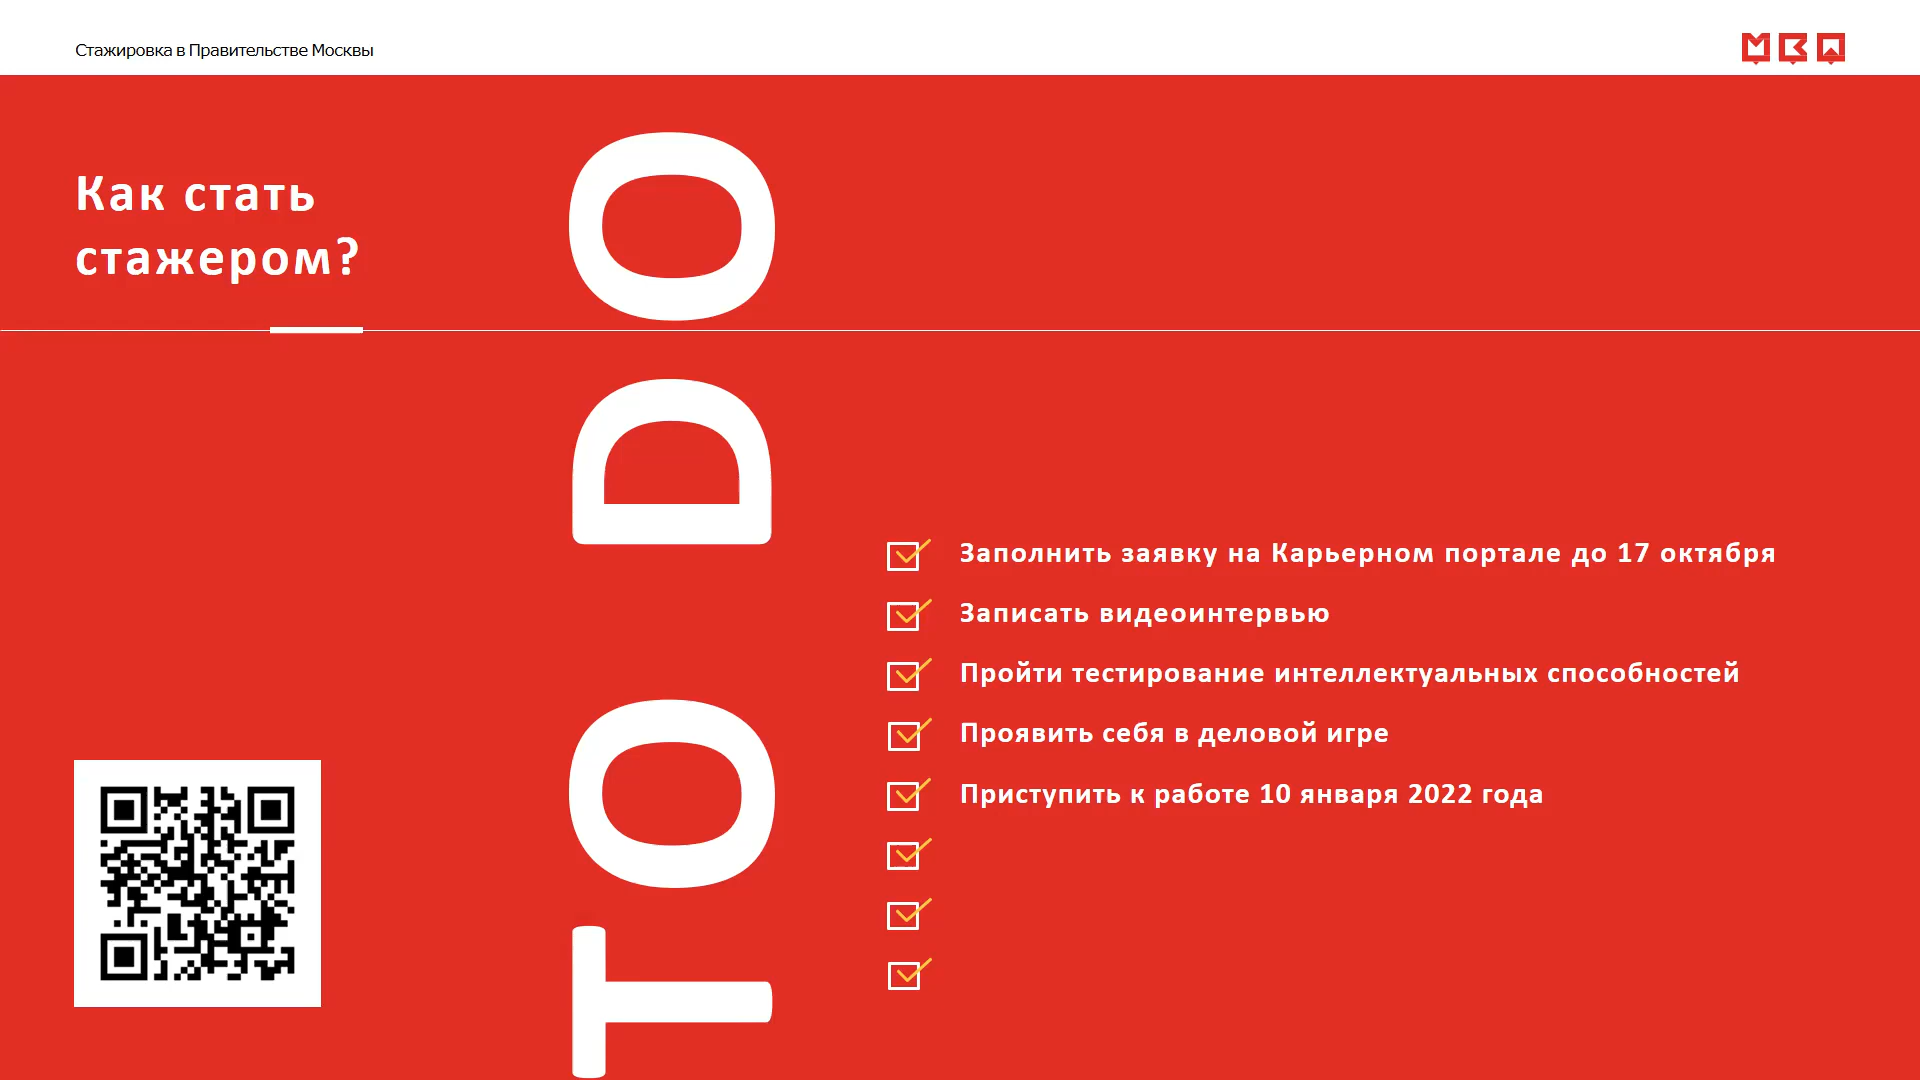 Стажировка в Правительстве Москвы
Как стать
стажером?
TO DO
Заполнить заявку на Карьерном портале до 17 октября
Записать видеоинтервью
Пройти тестирование интеллектуальных способностей
Проявить себя в деловой игре
Приступить к работе 10 января 2022 года